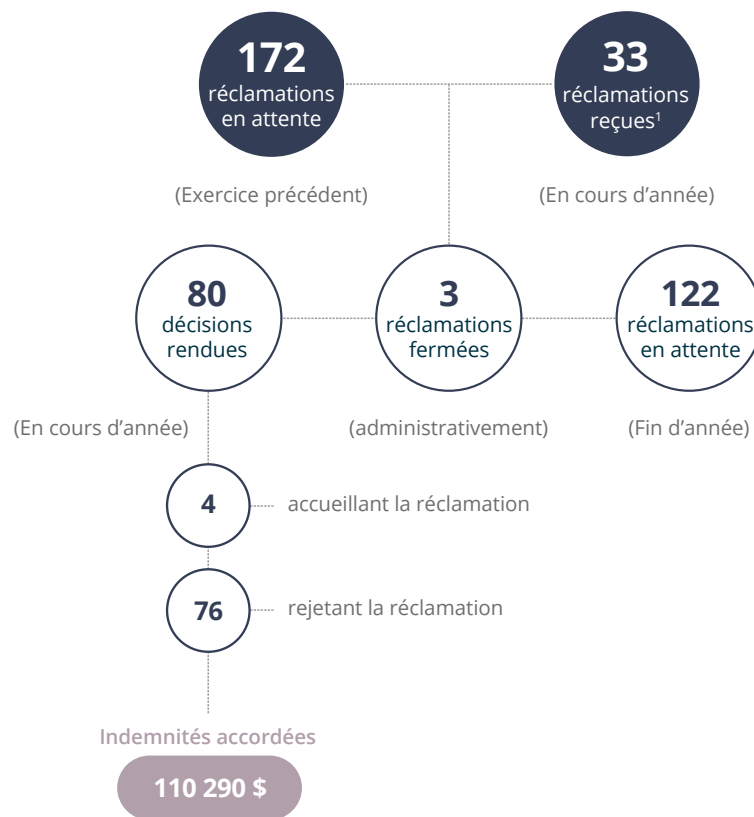 172
réclamations
en attente
33
réclamations
reçues¹
(Exercice précédent)
(En cours d’année)
80
décisions
rendues
3
réclamations
fermées
122
réclamations
en attente
(En cours d’année)
(administrativement)
(Fin d’année)
4
accueillant la réclamation
76
rejetant la réclamation
Indemnités accordées
110 290 $